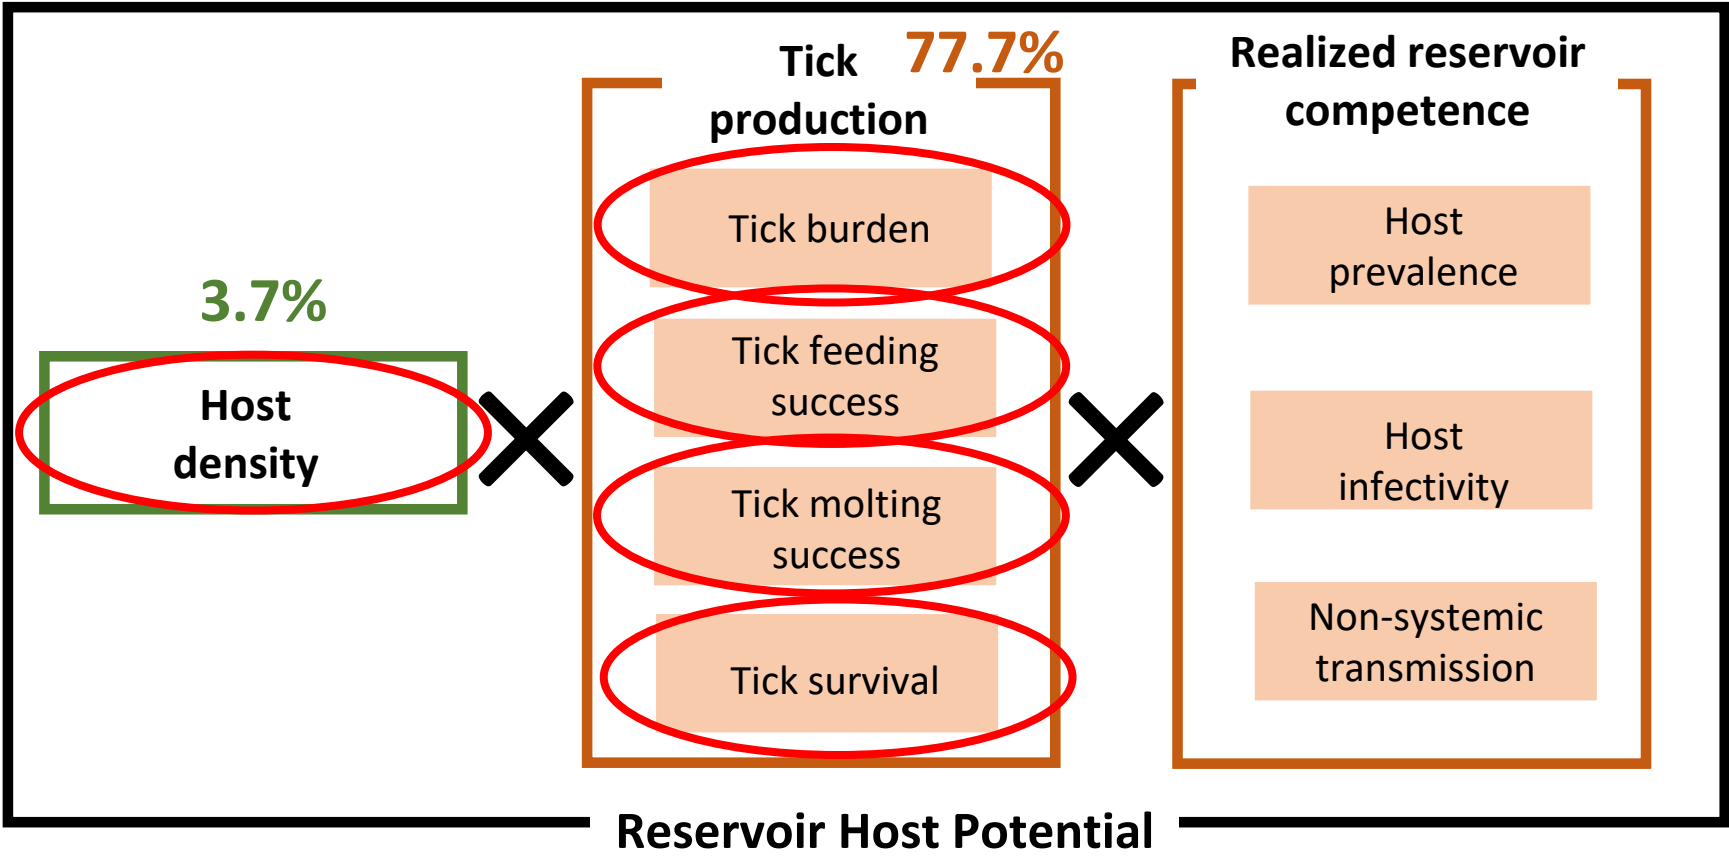 3.7%
Host
density
Tick
production
77.7%
Tick burden
Tick feeding
success
Tick molting
success
Tick survival
Realized reservoir
competence
Host
prevalence
Host
infectivity
Non-systemic
transmission
Reservoir Host Potential